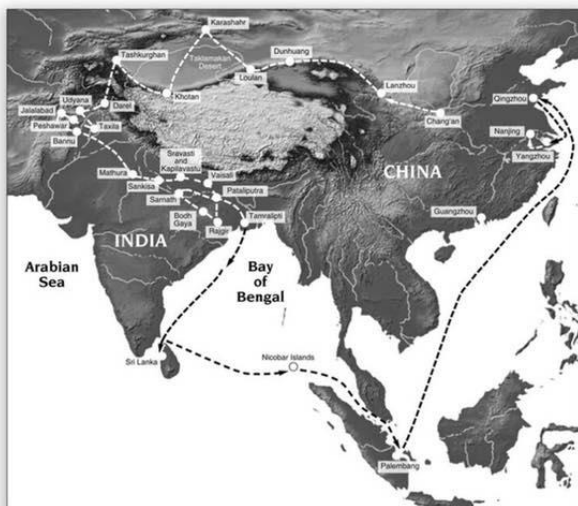 Karashahr
Tashkurghan
Taklamakan
Desert
Dunhuang
Loulan
Khotan
Lanzhou
Qingzhou
Udyana
Darel
Jalalabad
Peshawar
Taxila
Bannu
Chang'an
Nanjing
Yangzhou
Sravasti
and
Kapilavastu
Vaisali
Mathura
Sankisa
Pataliputra
CHINA
Sarnath
Bodh
Gaya
Rajgir
Tamralipti
Guangzhou
INDIA
Arabian
Sea
Bay
of
Bengal
Sri Lanka
Nicobar Islands
Palembang